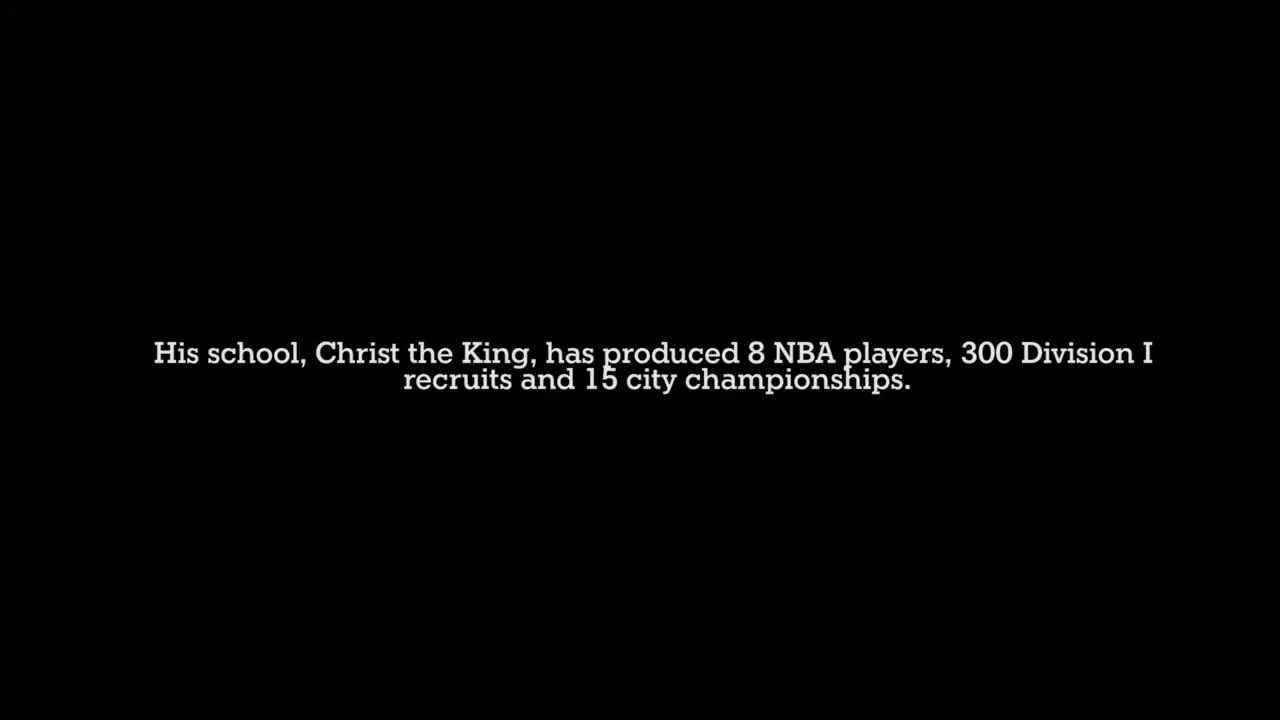 His school, Christ the King, has produced 8 NBA players, 300 Division I
recruits and 15 city championships.